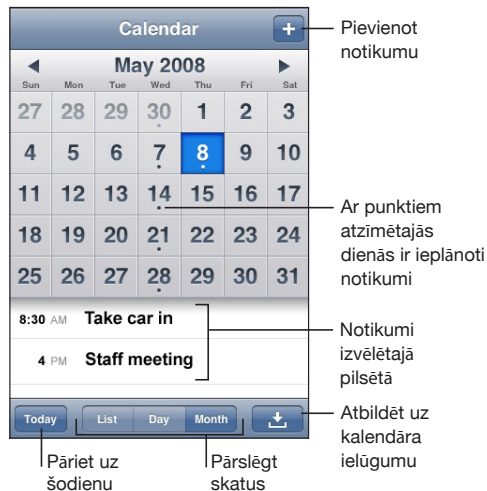 Calendar
+
Pievienot
notikumu
May 2008
Sun Mon Tue Wed Thu Fri Sat
27 28 29 30 1 2 3
4 5 6 7 8 9 10
11 12 13 14 15 16 17
18 19 20 21 22 23 24
25 26 27 28 29 30 31
Ar punktiem
atzīmētajās
dienās ir ieplānoti
notikumi
8:30 AM Take car in
4 PM Staff meeting
Notikumi
izvēlētajā
pilsētā
Today List Day Month
Atbildēt uz
kalendāra
ielūgumu
Pāriet uz
šodienu
Pārslēgt
skatus